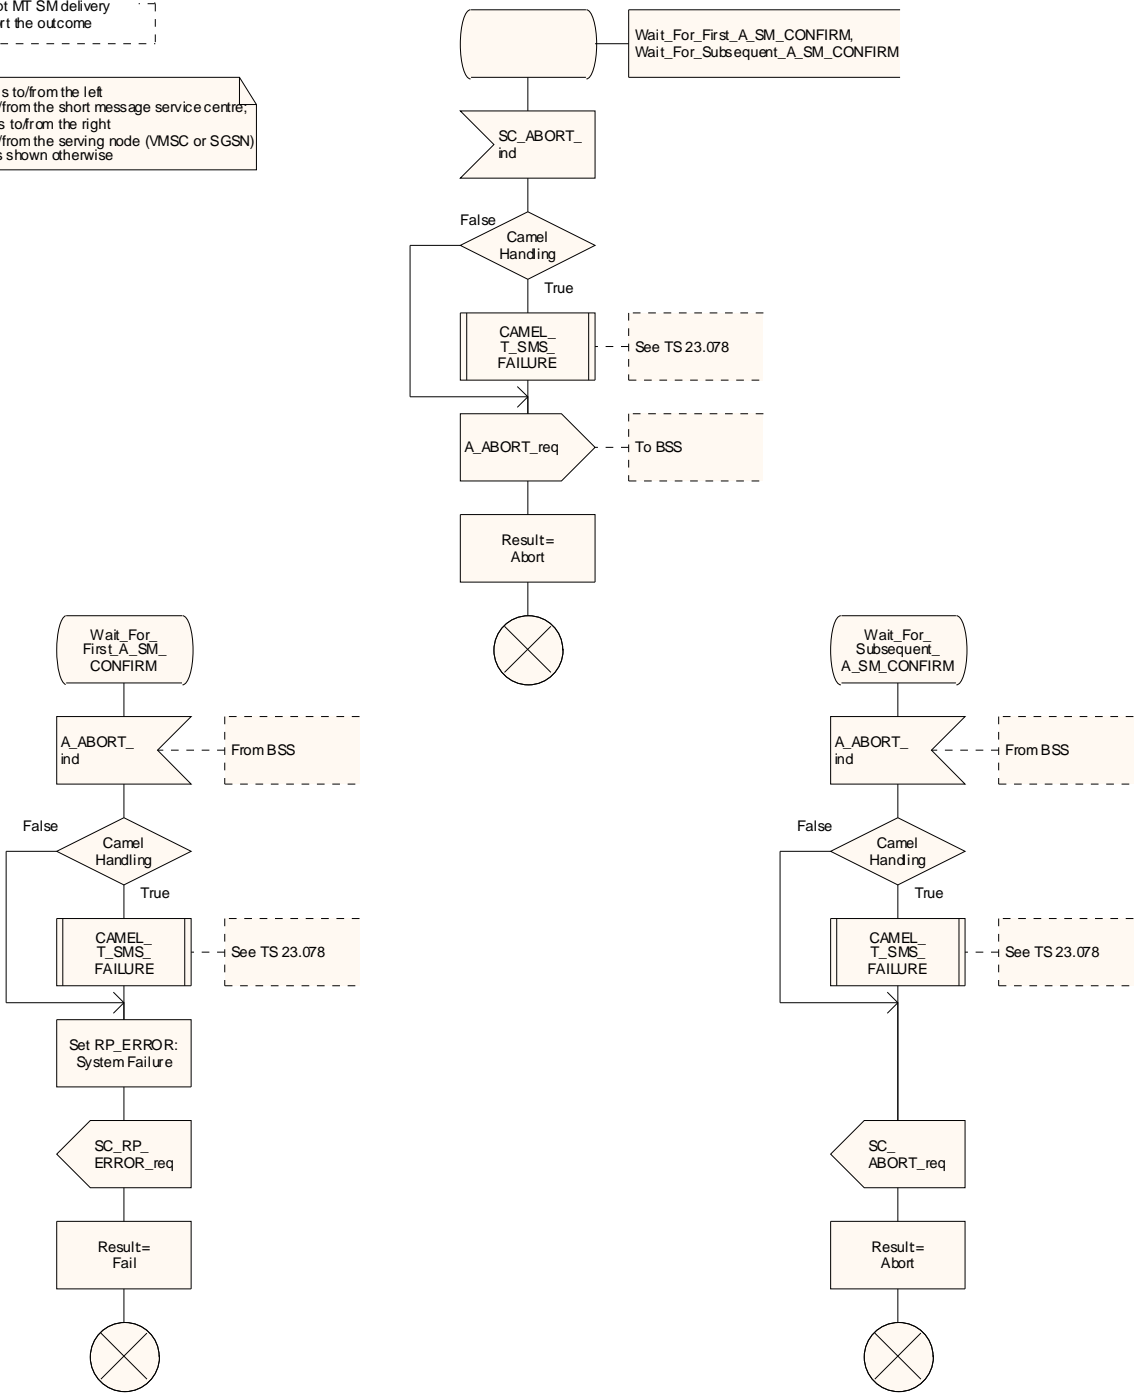 ot MT SM delivery
rt the outcome
s to/from the left
/from the short message service centre;
s to/from the right
/from the serving node (VMSC or SGSN)
s shown otherwise
Wait_For_First_A_SM_CONFIRM,
Wait_For_Subsequent_A_SM_CONFIRM
SC_ABORT_
ind
False
Camel
Handling
True
CAMEL_
T_SMS_
FAILURE
See TS 23.078
A_ABORT_req
To BSS
Result=
Abort
Wait_For_
First_A_SM_
CONFIRM
A_ABORT_
ind
From BSS
False
Camel
Handling
True
CAMEL_
T_SMS_
FAILURE
See TS 23.078
Set RP_ERROR:
System Failure
SC_RP_
ERROR_req
Result=
Fail
Wait_For_
Subsequent_
A_SM_CONFIRM
A_ABORT_
ind
From BSS
False
Camel
Handling
True
CAMEL_
T_SMS_
FAILURE
See TS 23.078
SC_
ABORT_req
Result=
Abort